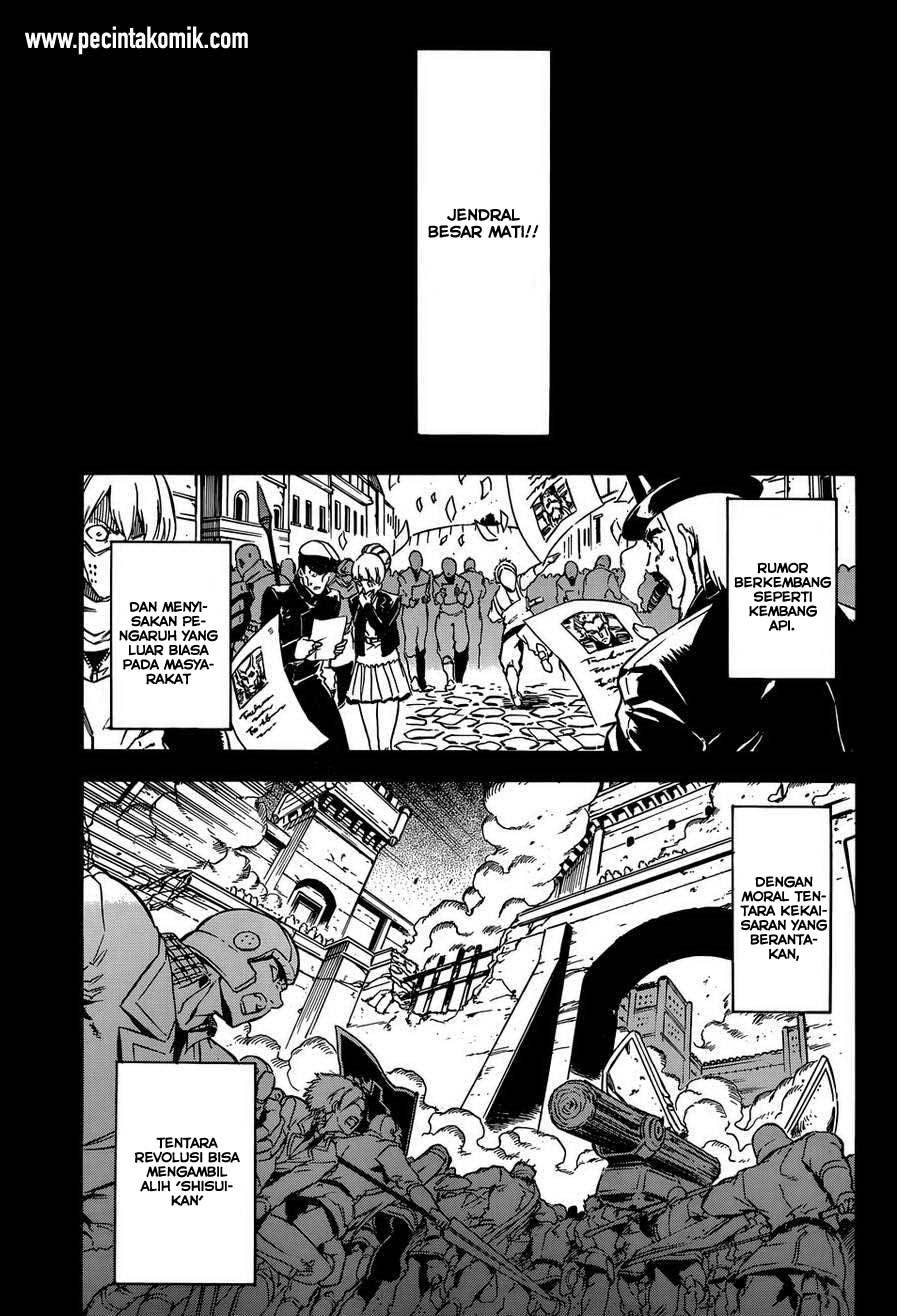 www.pecintakomik.com
JENDRAL
BESAR MATI!!
RUMOR
BERKEMBANG
SEPERTI
KEMBANG
API.
DAN MENYI-
SAKAN PE-
NGARUH YANG
LUAR BIASA
PADA MASYA-
RAKAT
DENGAN
MORAL TEN-
TARA KEKAI-
SARAN YANG
BERANTA-
KAN,
TENTARA
REVOLUSI BISA
MENGAMBIL
ALIH 'SHISUI-
KAN'